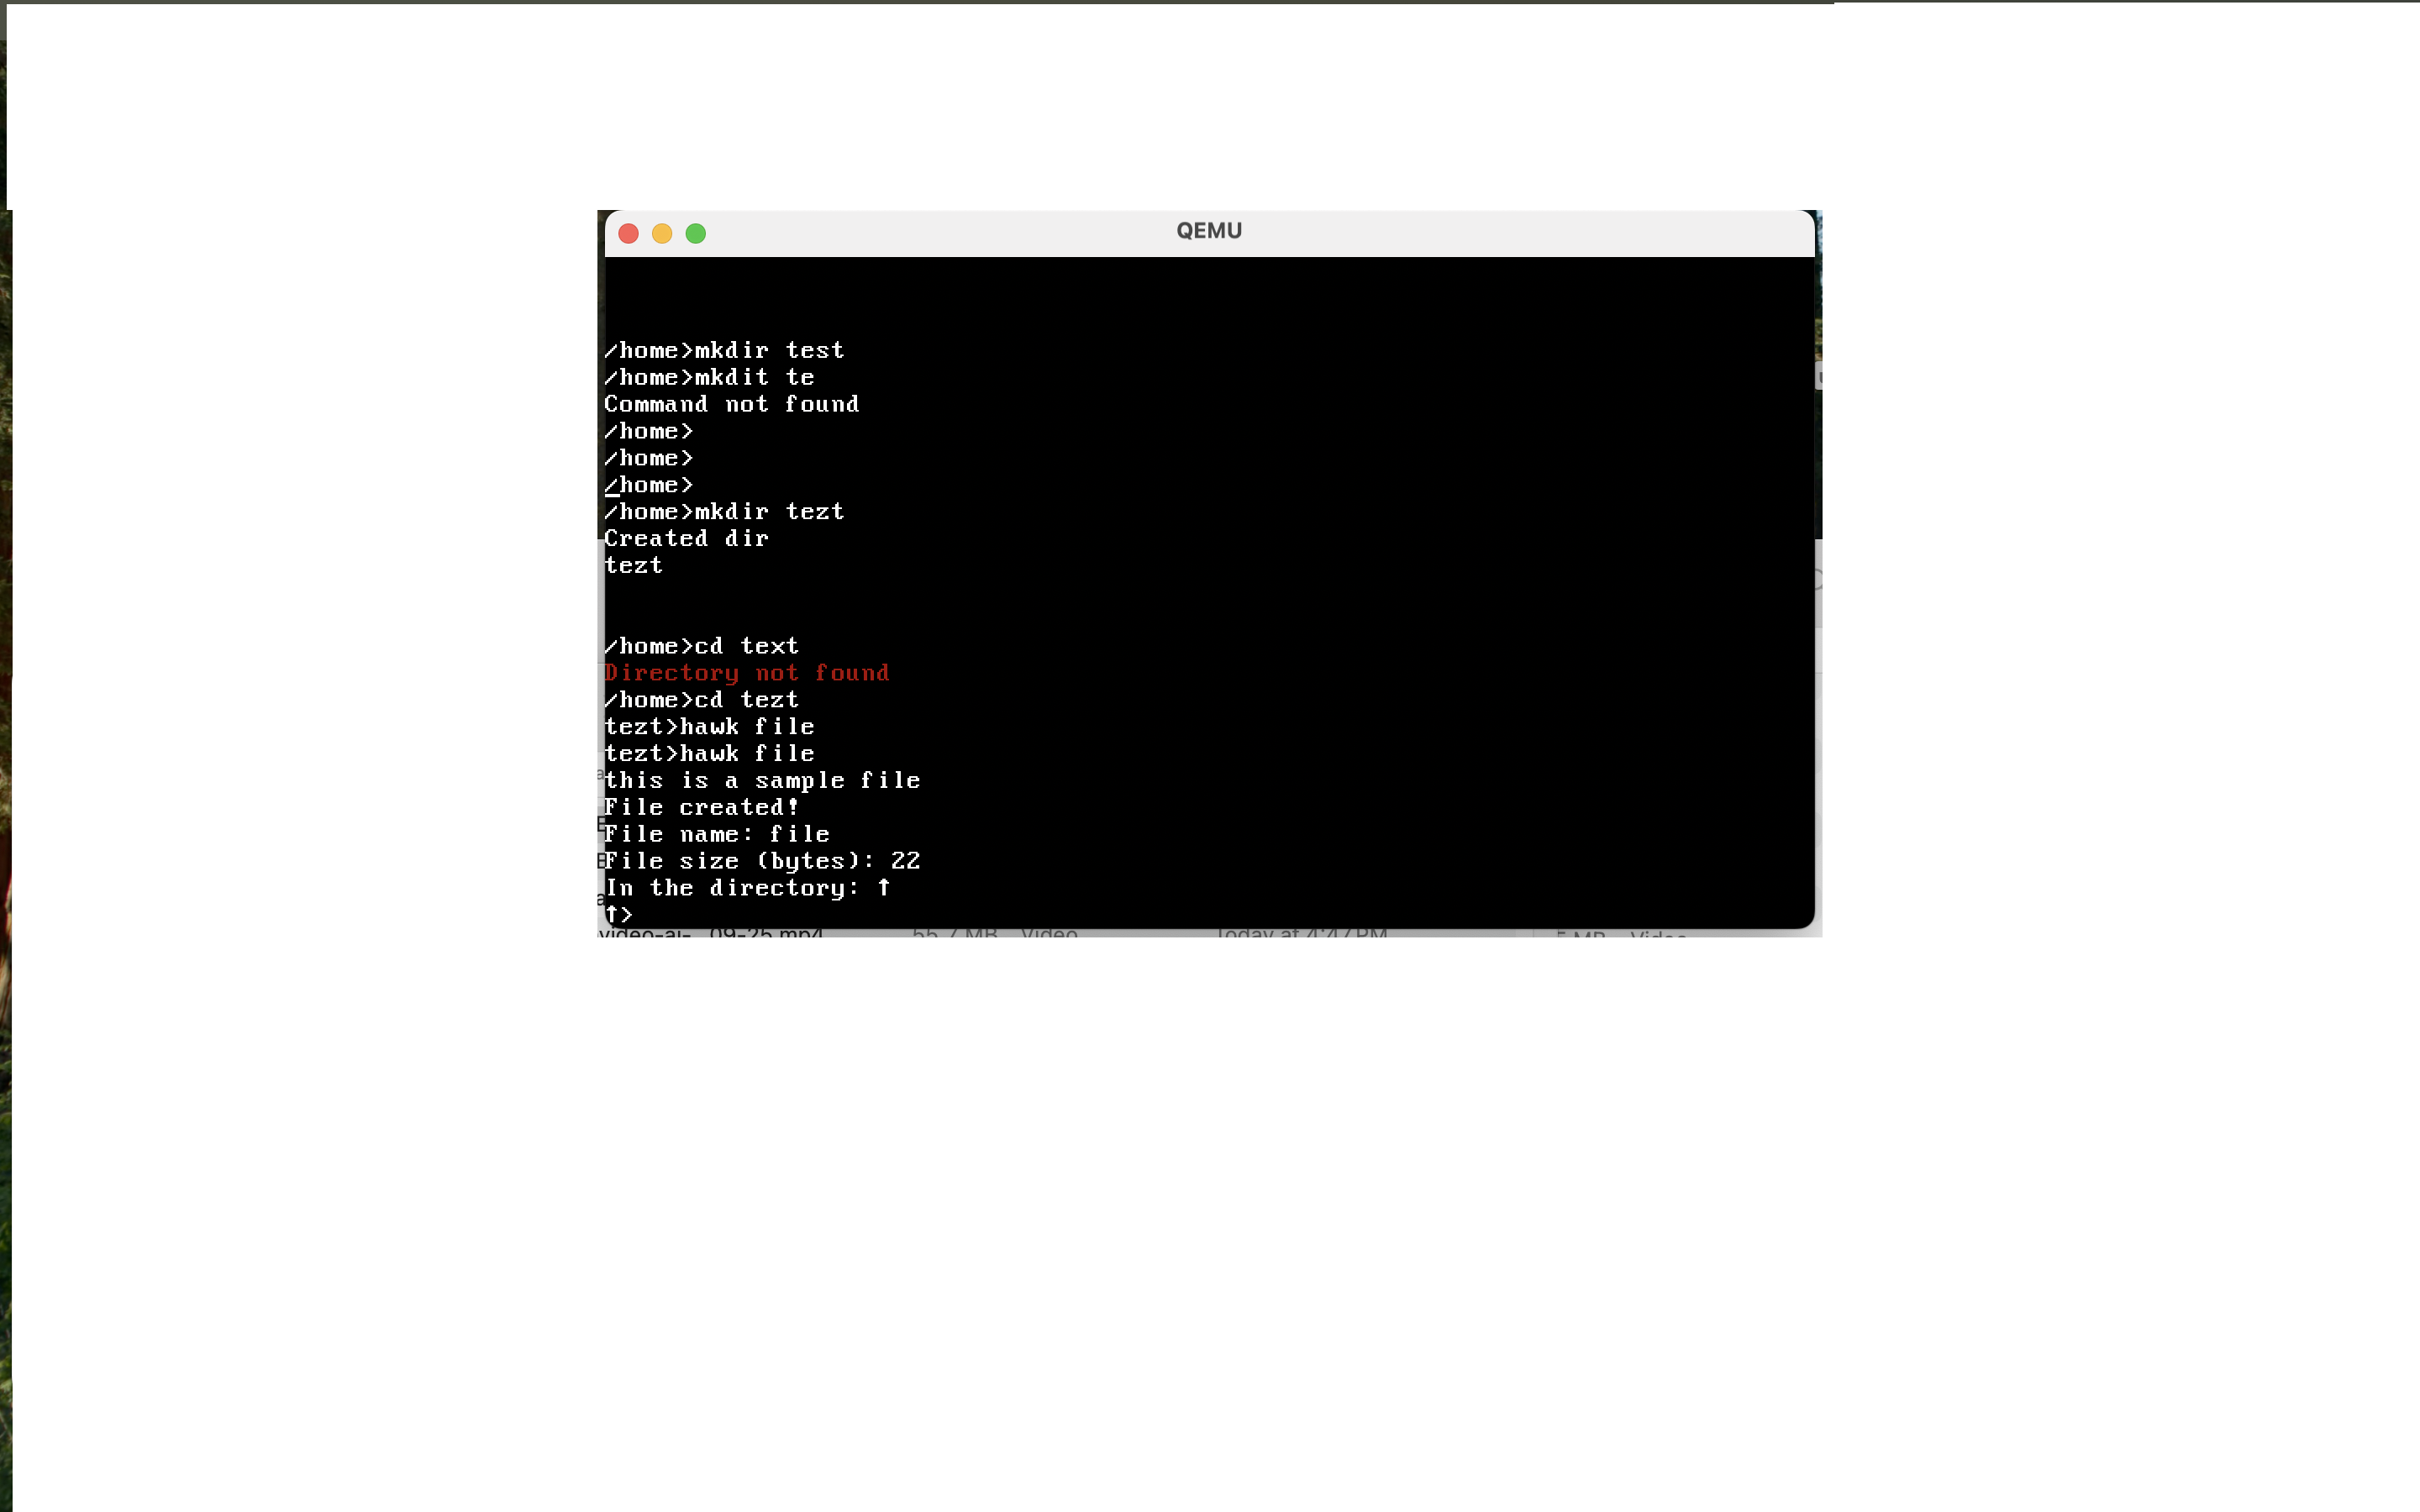 QEMU
/home>mkdir test
/home>mkdit te
Command not found
/home>
/home>
/home>
/home>mkdir tezt
Created dir
tezt
/home>cd text
Directory not found
/home>cd tezt
tezt>hawk file
tezt>hawk file
this is a sample file
File created!
File name: file
File size (bytes): 22
In the directory: ↑
↑>
video-ai-...09-25.mp4 55.7 MB Video Today at 4:47 PM MB Video